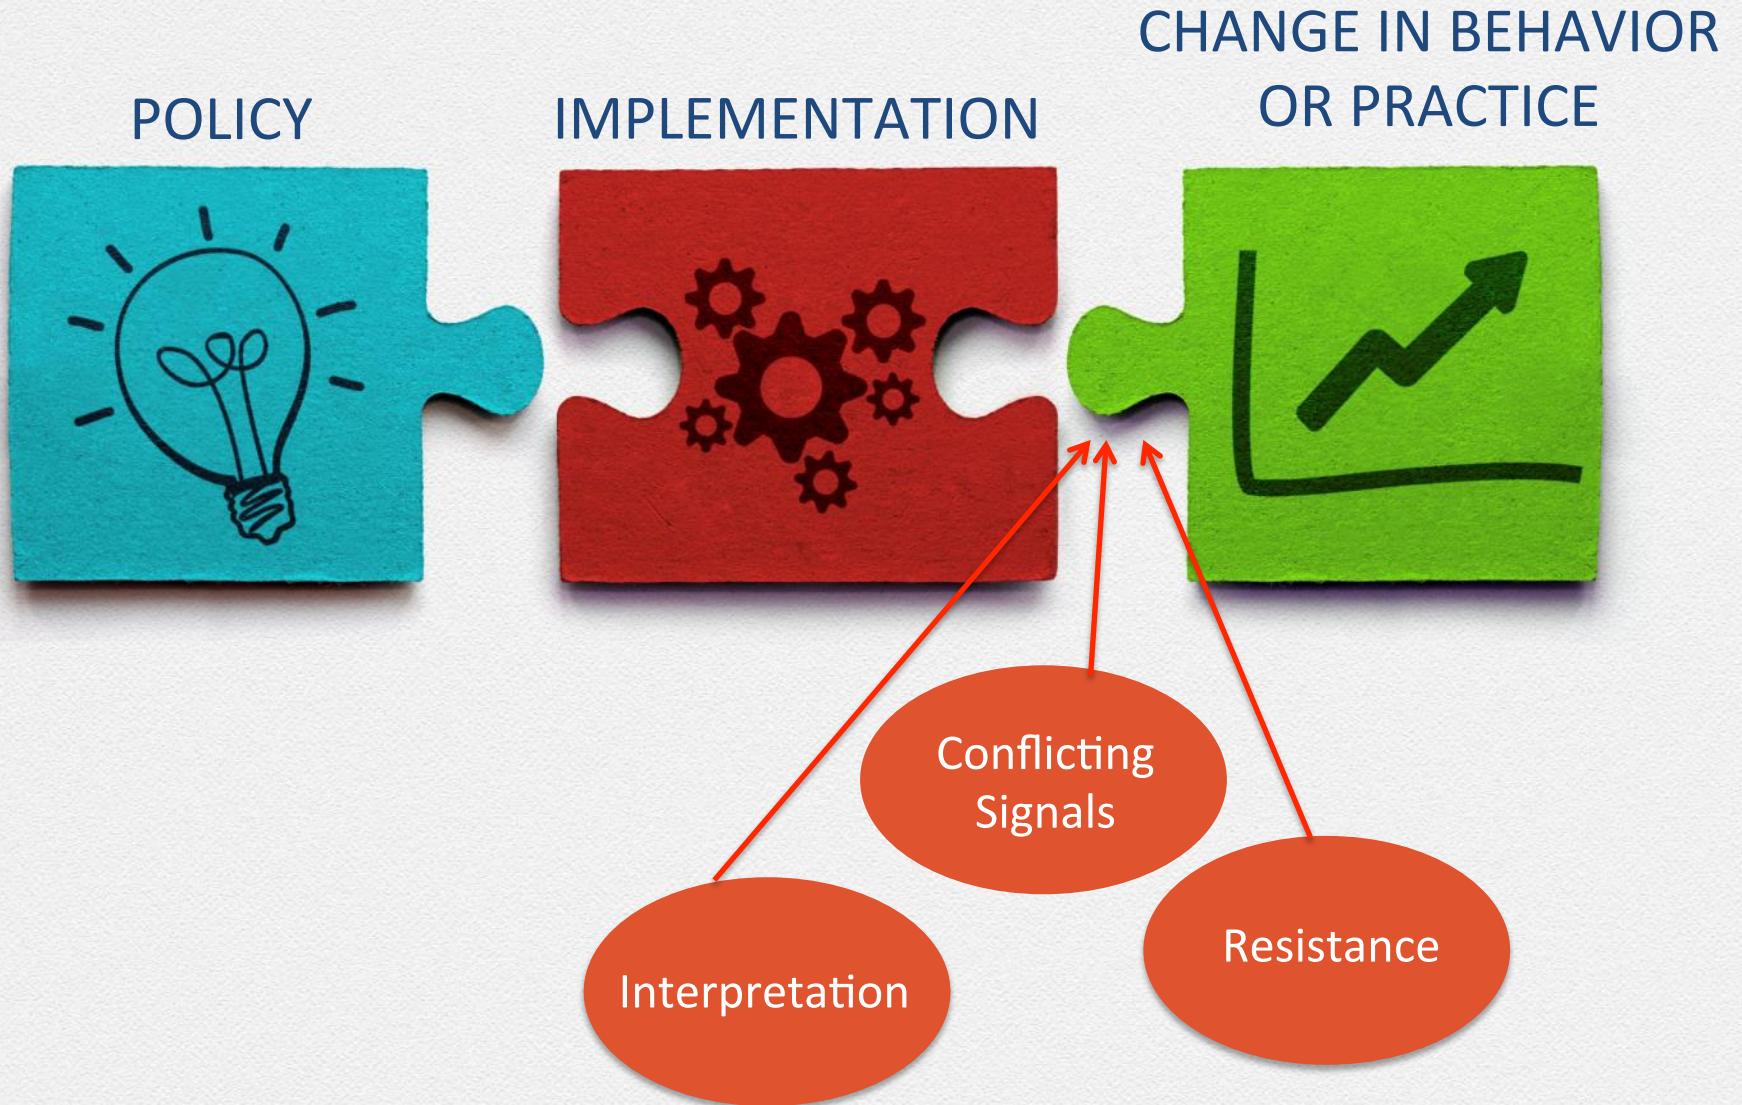 POLICY
IMPLEMENTATION
CHANGE IN BEHAVIOR
OR PRACTICE
Conflicting
Signals
Resistance
Interpretation